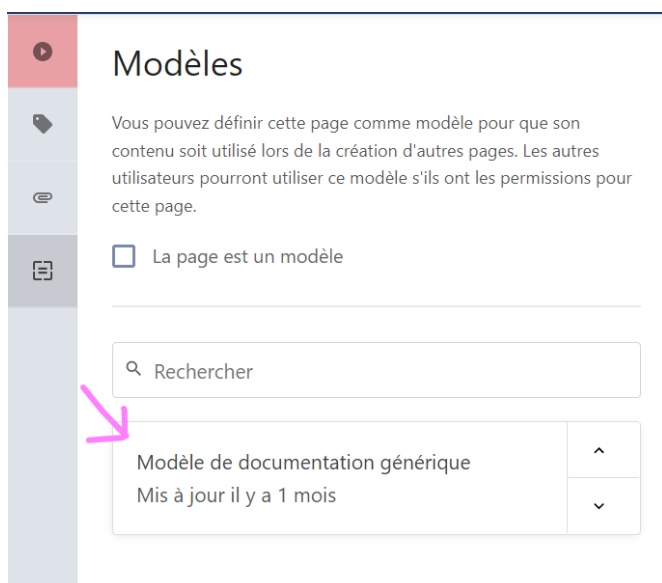 Modèles
Vous pouvez définir cette page comme modèle pour que son
contenu soit utilisé lors de la création d'autres pages. Les autres
utilisateurs pourront utiliser ce modèle s'ils ont les permissions pour
cette page.
La page est un modèle
Rechercher
Modèle de documentation générique
Mis à jour il y a 1 mois